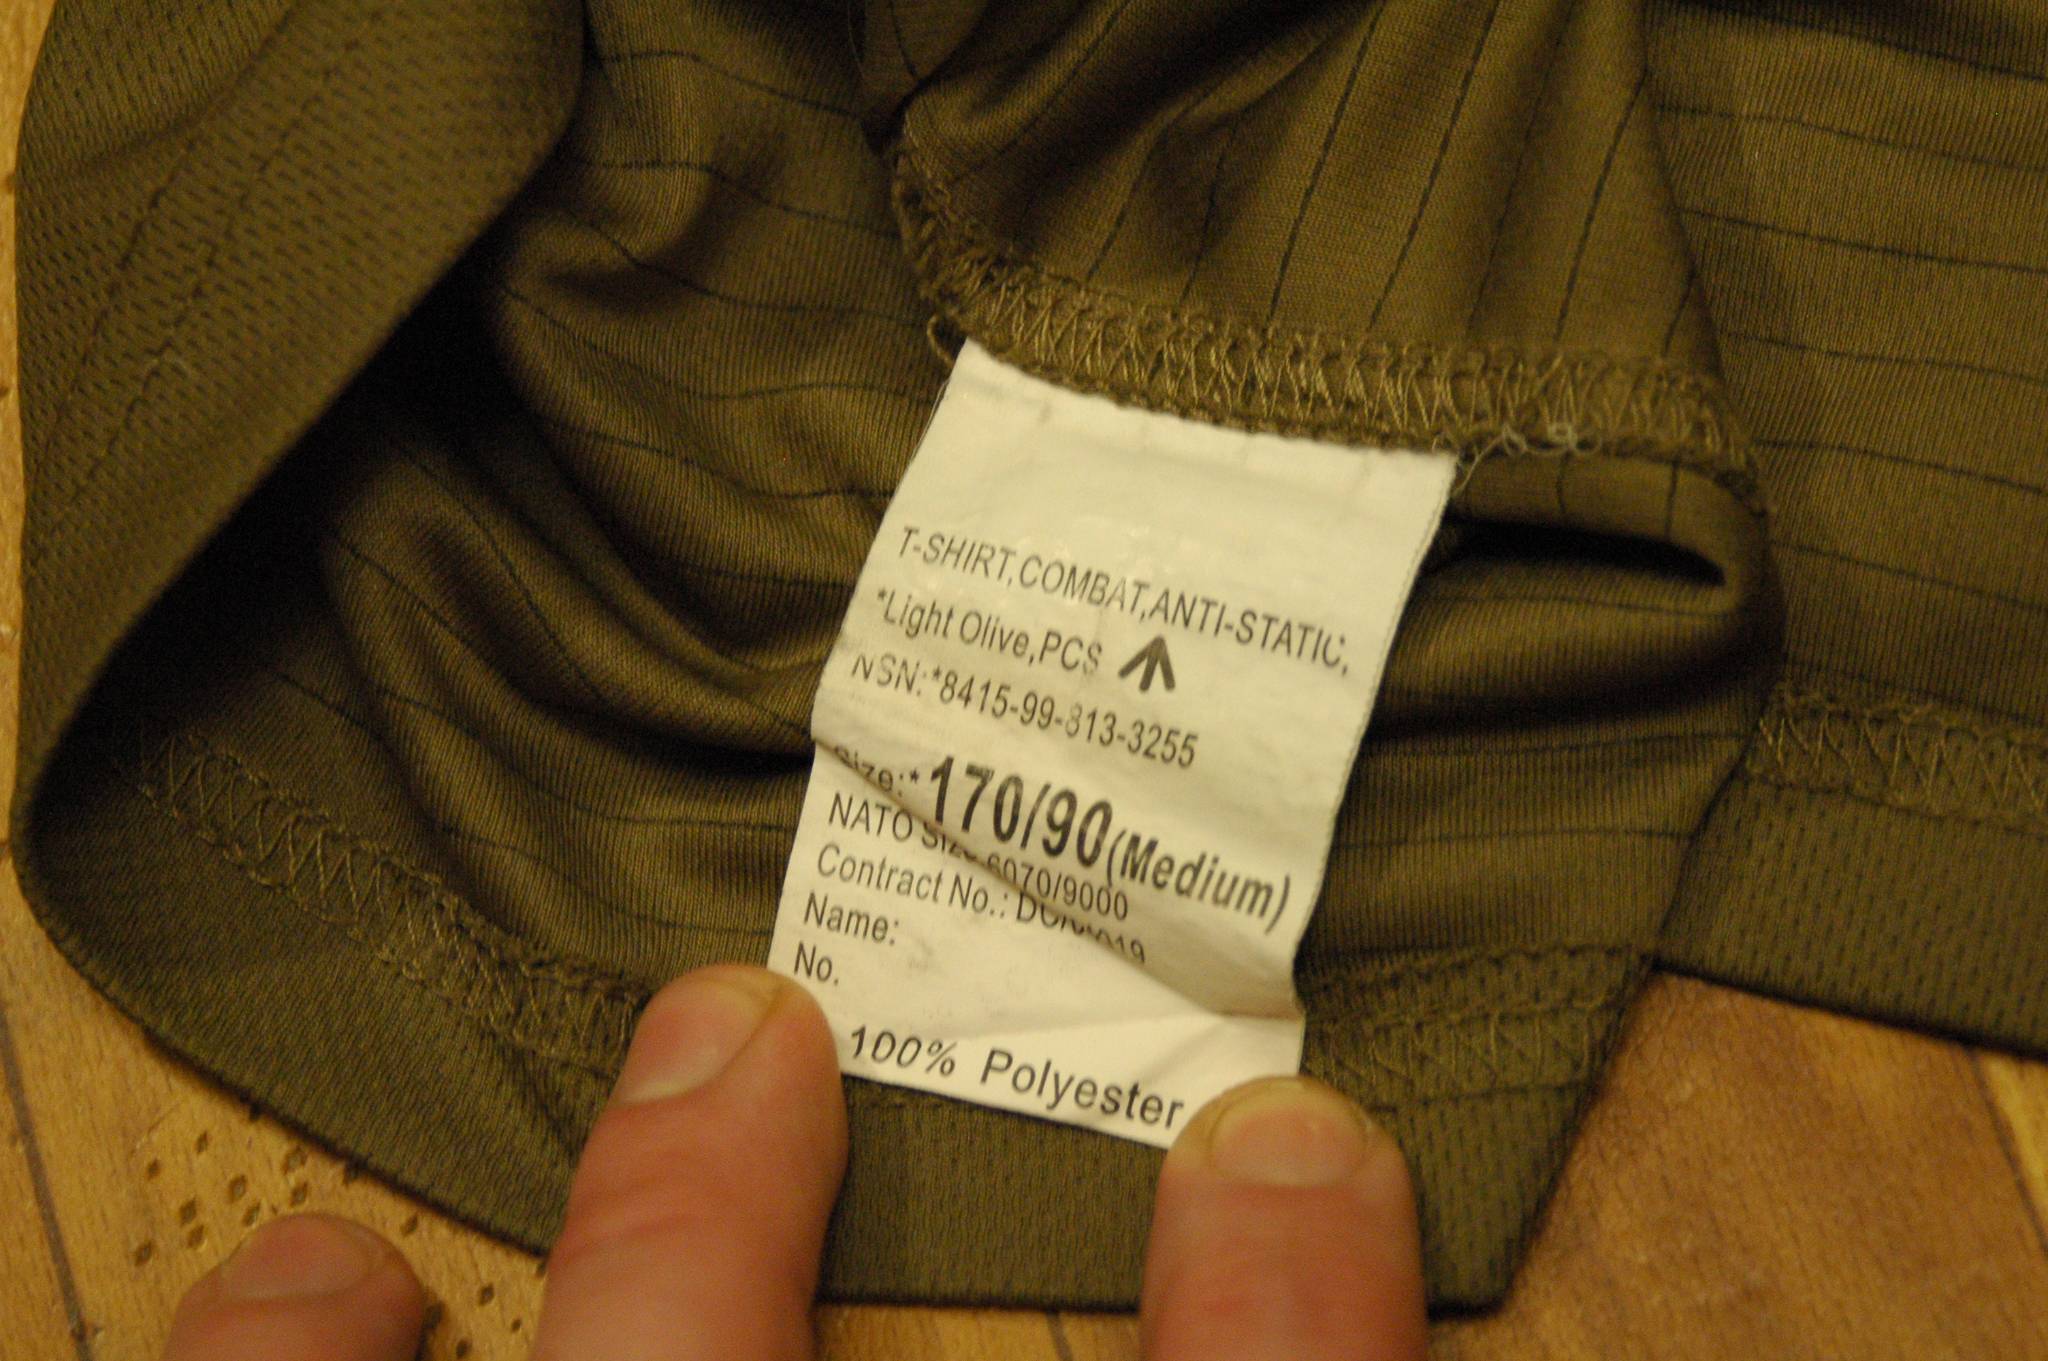 T-SHIRT,COMBAT,ANTI-STATIC,
*Light Olive,PCS
NSN:*8415-99-813-3255
Size:* 170/90(Medium)
NATO Size 6070/9000
Contract No.:
Name:
No.
100% Polyester